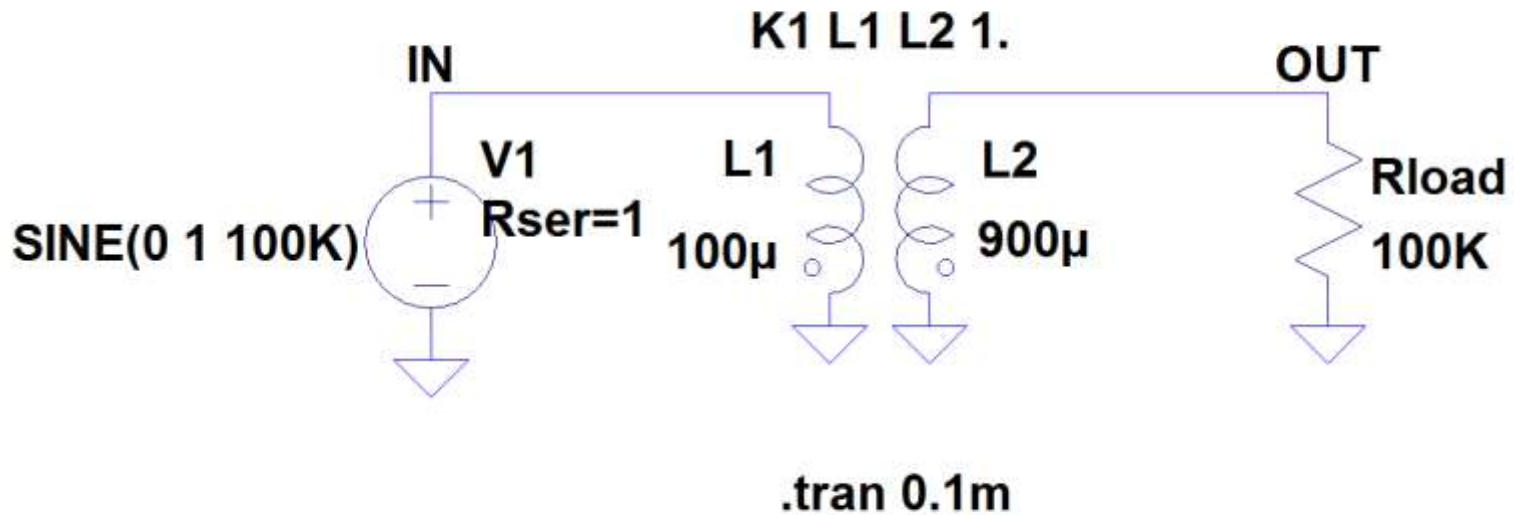 K1 L1 L2 1.
IN
OUT
V1
Rser=1
SINE(0 1 100K)
L1
100µ
L2
900µ
Rload
100K
.tran 0.1m